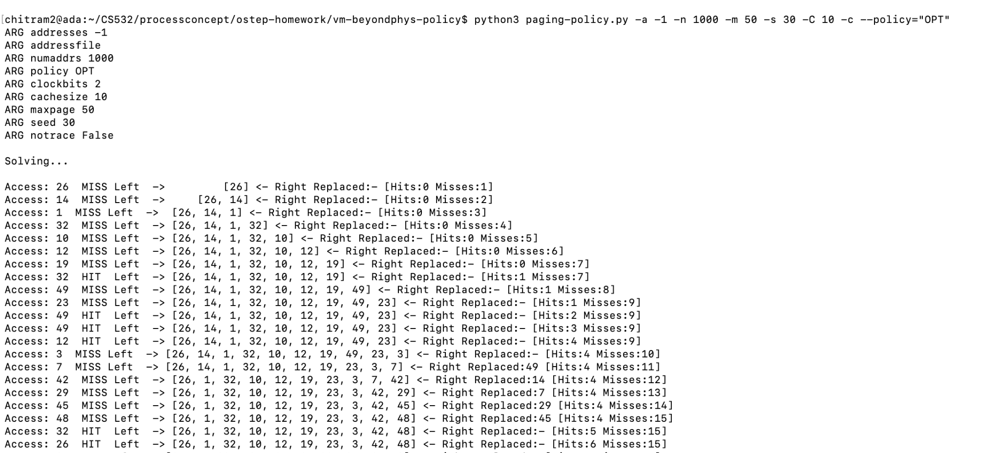 [chitram2@ada:~/CS532/processconcept/ostep-homework/vm-beyondphys-policy$ python3 paging-policy.py -a -1 -n 1000 -m 50 -s 30 -C 10 -c --policy="OPT"
ARG addresses -1
ARG addressfile
ARG numaddrs 1000
ARG policy OPT
ARG clockbits 2
ARG cachesize 10
ARG maxpage 50
ARG seed 30
ARG notrace False

Solving...

Access: 26  MISS Left  ->         [26] <- Right Replaced:- [Hits:0 Misses:1]
Access: 14  MISS Left  ->     [26, 14] <- Right Replaced:- [Hits:0 Misses:2]
Access: 1  MISS Left  ->  [26, 14, 1] <- Right Replaced:- [Hits:0 Misses:3]
Access: 32  MISS Left  -> [26, 14, 1, 32] <- Right Replaced:- [Hits:0 Misses:4]
Access: 10  MISS Left  -> [26, 14, 1, 32, 10] <- Right Replaced:- [Hits:0 Misses:5]
Access: 12  MISS Left  -> [26, 14, 1, 32, 10, 12] <- Right Replaced:- [Hits:0 Misses:6]
Access: 19  MISS Left  -> [26, 14, 1, 32, 10, 12, 19] <- Right Replaced:- [Hits:0 Misses:7]
Access: 32  HIT  Left  -> [26, 14, 1, 32, 10, 12, 19] <- Right Replaced:- [Hits:1 Misses:7]
Access: 49  MISS Left  -> [26, 14, 1, 32, 10, 12, 19, 49] <- Right Replaced:- [Hits:1 Misses:8]
Access: 23  MISS Left  -> [26, 14, 1, 32, 10, 12, 19, 49, 23] <- Right Replaced:- [Hits:1 Misses:9]
Access: 49  HIT  Left  -> [26, 14, 1, 32, 10, 12, 19, 49, 23] <- Right Replaced:- [Hits:2 Misses:9]
Access: 49  HIT  Left  -> [26, 14, 1, 32, 10, 12, 19, 49, 23] <- Right Replaced:- [Hits:3 Misses:9]
Access: 12  HIT  Left  -> [26, 14, 1, 32, 10, 12, 19, 49, 23] <- Right Replaced:- [Hits:4 Misses:9]
Access: 3  MISS Left  -> [26, 14, 1, 32, 10, 12, 19, 49, 23, 3] <- Right Replaced:- [Hits:4 Misses:10]
Access: 7  MISS Left  -> [26, 14, 1, 32, 10, 12, 19, 23, 3, 7] <- Right Replaced:49 [Hits:4 Misses:11]
Access: 42  MISS Left  -> [26, 1, 32, 10, 12, 19, 23, 3, 7, 42] <- Right Replaced:14 [Hits:4 Misses:12]
Access: 29  MISS Left  -> [26, 1, 32, 10, 12, 19, 23, 3, 42, 29] <- Right Replaced:7 [Hits:4 Misses:13]
Access: 45  MISS Left  -> [26, 1, 32, 10, 12, 19, 23, 3, 42, 45] <- Right Replaced:29 [Hits:4 Misses:14]
Access: 48  MISS Left  -> [26, 1, 32, 10, 12, 19, 23, 3, 42, 48] <- Right Replaced:45 [Hits:4 Misses:15]
Access: 32  HIT  Left  -> [26, 1, 32, 10, 12, 19, 23, 3, 42, 48] <- Right Replaced:- [Hits:5 Misses:15]
Access: 26  HIT  Left  -> [26, 1, 32, 10, 12, 19, 23, 3, 42, 48] <- Right Replaced:- [Hits:6 Misses:15]